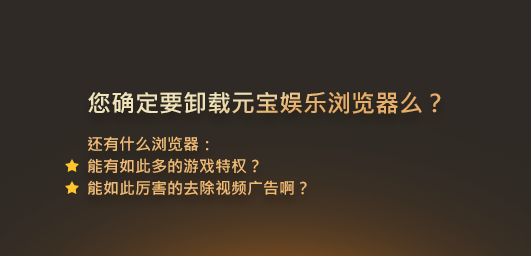 您确定要卸载元宝娱乐浏览器么？
还有什么浏览器：
能有如此多的游戏特权？
能如此厉害的去除视频广告啊？